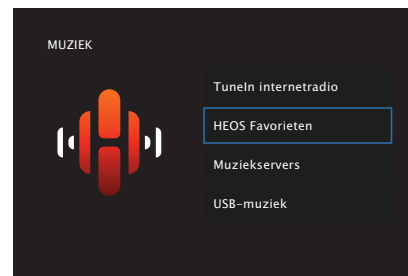 MUZIEK
TuneIn internetradio
HEOS Favorieten
Muziekservers
USB-muziek